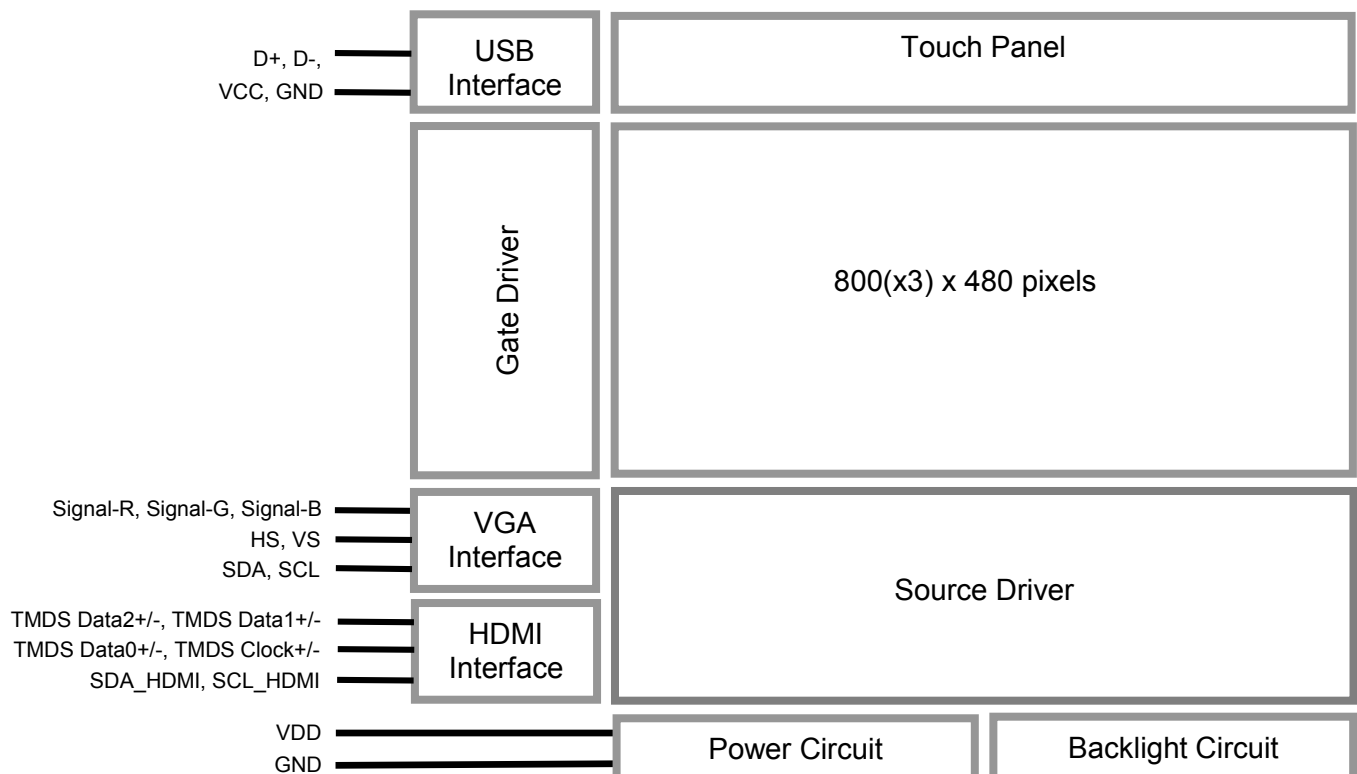 D+, D-,
VCC, GND
USB
Interface
Touch Panel
Gate Driver
800(x3) x 480 pixels
Signal-R, Signal-G, Signal-B
HS, VS
SDA, SCL
VGA
Interface
Source Driver
TMDS Data2+/-, TMDS Data1+/-
TMDS Data0+/-, TMDS Clock+/-
SDA_HDMI, SCL_HDMI
HDMI
Interface
VDD
GND
Power Circuit
Backlight Circuit